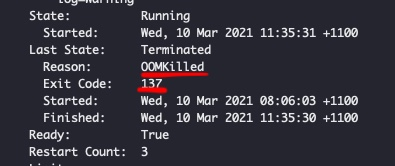 log=warning
State: Running
Started: Wed, 10 Mar 2021 11:35:31 +1100
Last State: Terminated
Reason: OOMKilled
Exit Code: 137
Started: Wed, 10 Mar 2021 08:06:03 +1100
Finished: Wed, 10 Mar 2021 11:35:30 +1100
Ready: True
Restart Count: 3